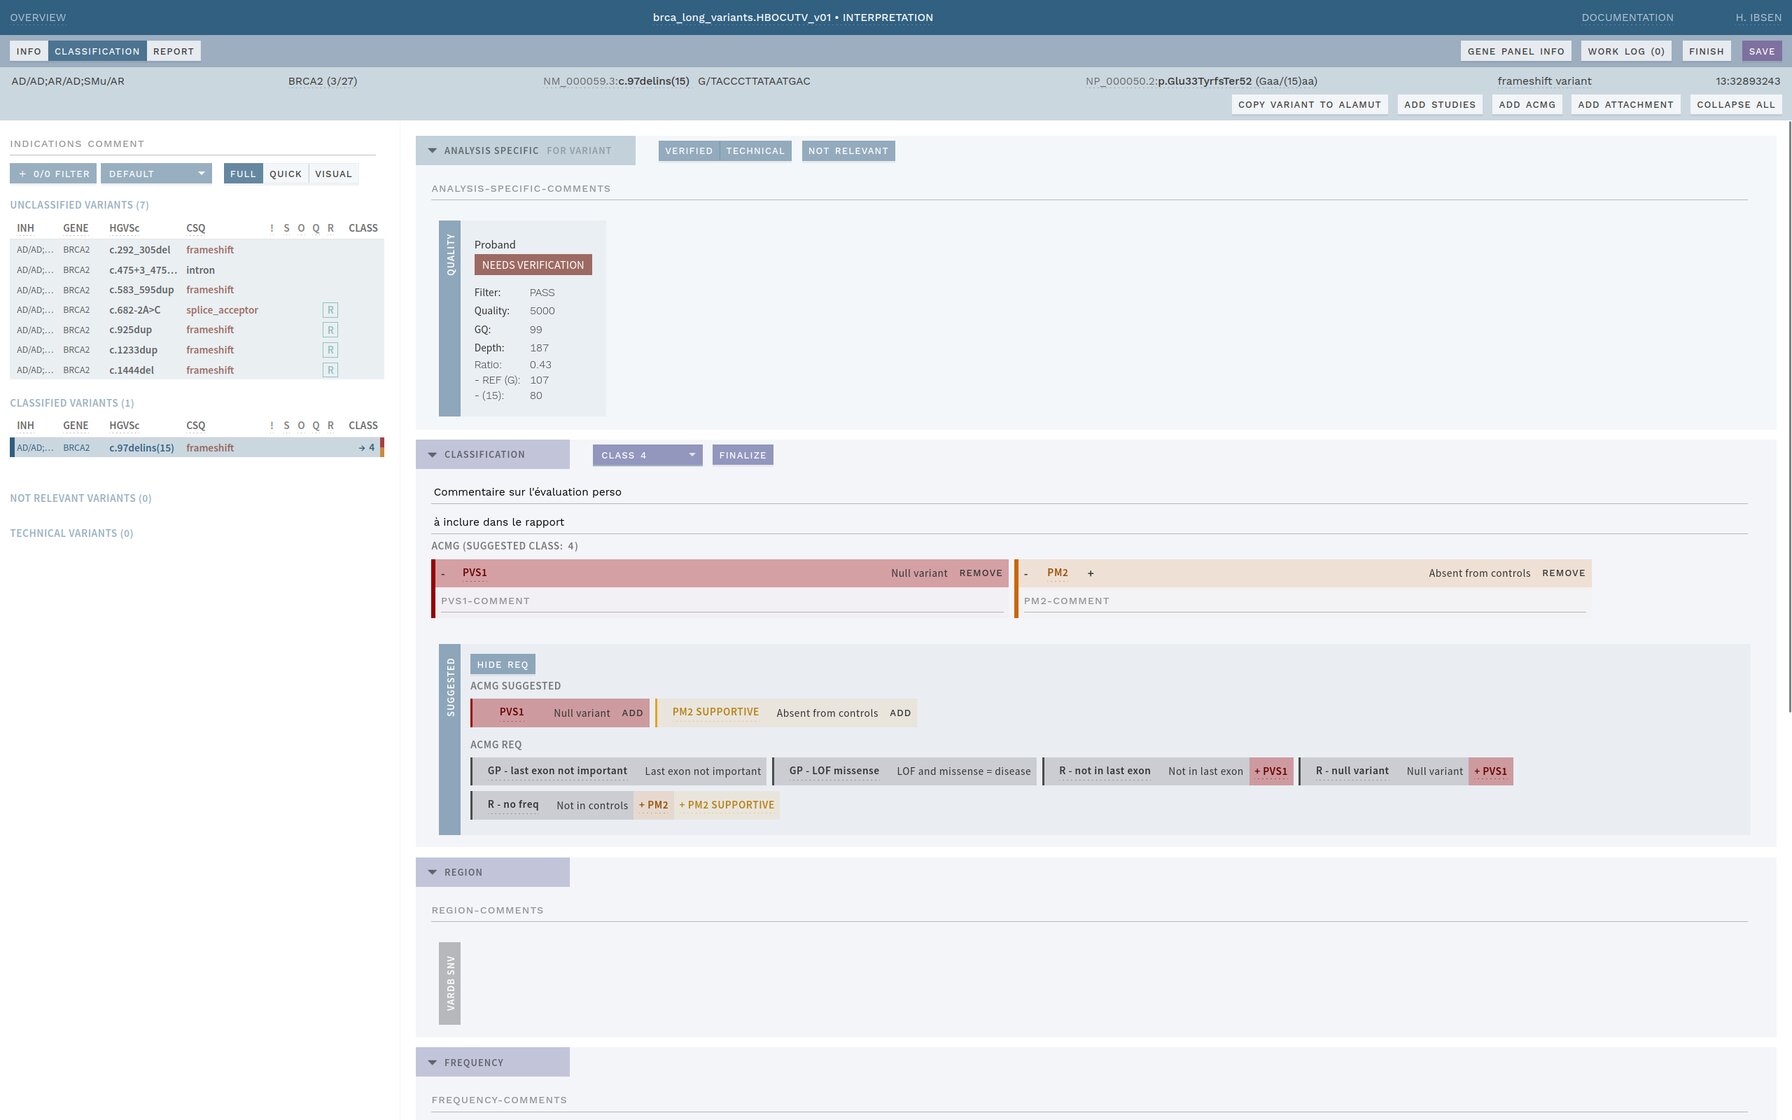 OVERVIEW brca_long_variants.HBOCUTV_v01 • INTERPRETATION DOCUMENTATION H. IBSEN
INFO CLASSIFICATION REPORT GENE PANEL INFO WORK LOG (0) FINISH SAVE
AD/AD;AR/AD;SMu/AR BRCA2 (3/27) NM_000059.3:c.97delins(15) G/TACCCTTATAATGAC NP_000050.2:p.Glu33TyrfsTer52 (Gaa/(15)aa) frameshift variant 13:32893243
COPY VARIANT TO ALAMUT ADD STUDIES ADD ACMG ADD ATTACHMENT COLLAPSE ALL
INDICATIONS COMMENT
+ 0/0 FILTER DEFAULT FULL QUICK VISUAL
UNCLASSIFIED VARIANTS (7)
INH GENE HGVSc CSQ ! S O Q R CLASS
AD/AD;... BRCA2 c.292_305del frameshift
AD/AD;... BRCA2 c.475+3_475... intron
AD/AD;... BRCA2 c.583_595dup frameshift
AD/AD;... BRCA2 c.682-2A>C splice_acceptor R
AD/AD;... BRCA2 c.925dup frameshift R
AD/AD;... BRCA2 c.1233dup frameshift R
AD/AD;... BRCA2 c.1444del frameshift R
CLASSIFIED VARIANTS (1)
INH GENE HGVSc CSQ ! S O Q R CLASS
AD/AD;... BRCA2 c.97delins(15) frameshift → 4
NOT RELEVANT VARIANTS (0)
TECHNICAL VARIANTS (0)
ANALYSIS SPECIFIC FOR VARIANT VERIFIED TECHNICAL NOT RELEVANT
ANALYSIS-SPECIFIC-COMMENTS
QUALITY
Proband
NEEDS VERIFICATION
Filter: PASS
Quality: 5000
GQ: 99
Depth: 187
Ratio: 0.43
- REF (G): 107
- (15): 80
CLASSIFICATION CLASS 4 FINALIZE
Commentaire sur l'évaluation perso
à inclure dans le rapport
ACMG (SUGGESTED CLASS: 4)
- PVS1 Null variant REMOVE - PM2 + Absent from controls REMOVE
PVS1-COMMENT PM2-COMMENT
SUGGESTED
HIDE REQ
ACMG SUGGESTED
PVS1 Null variant ADD PM2 SUPPORTIVE Absent from controls ADD
ACMG REQ
GP - last exon not important Last exon not important GP - LOF missense LOF and missense = disease R - not in last exon Not in last exon + PVS1 R - null variant Null variant + PVS1
R - no freq Not in controls + PM2 + PM2 SUPPORTIVE
REGION
REGION-COMMENTS
VARDB SNV
FREQUENCY
FREQUENCY-COMMENTS